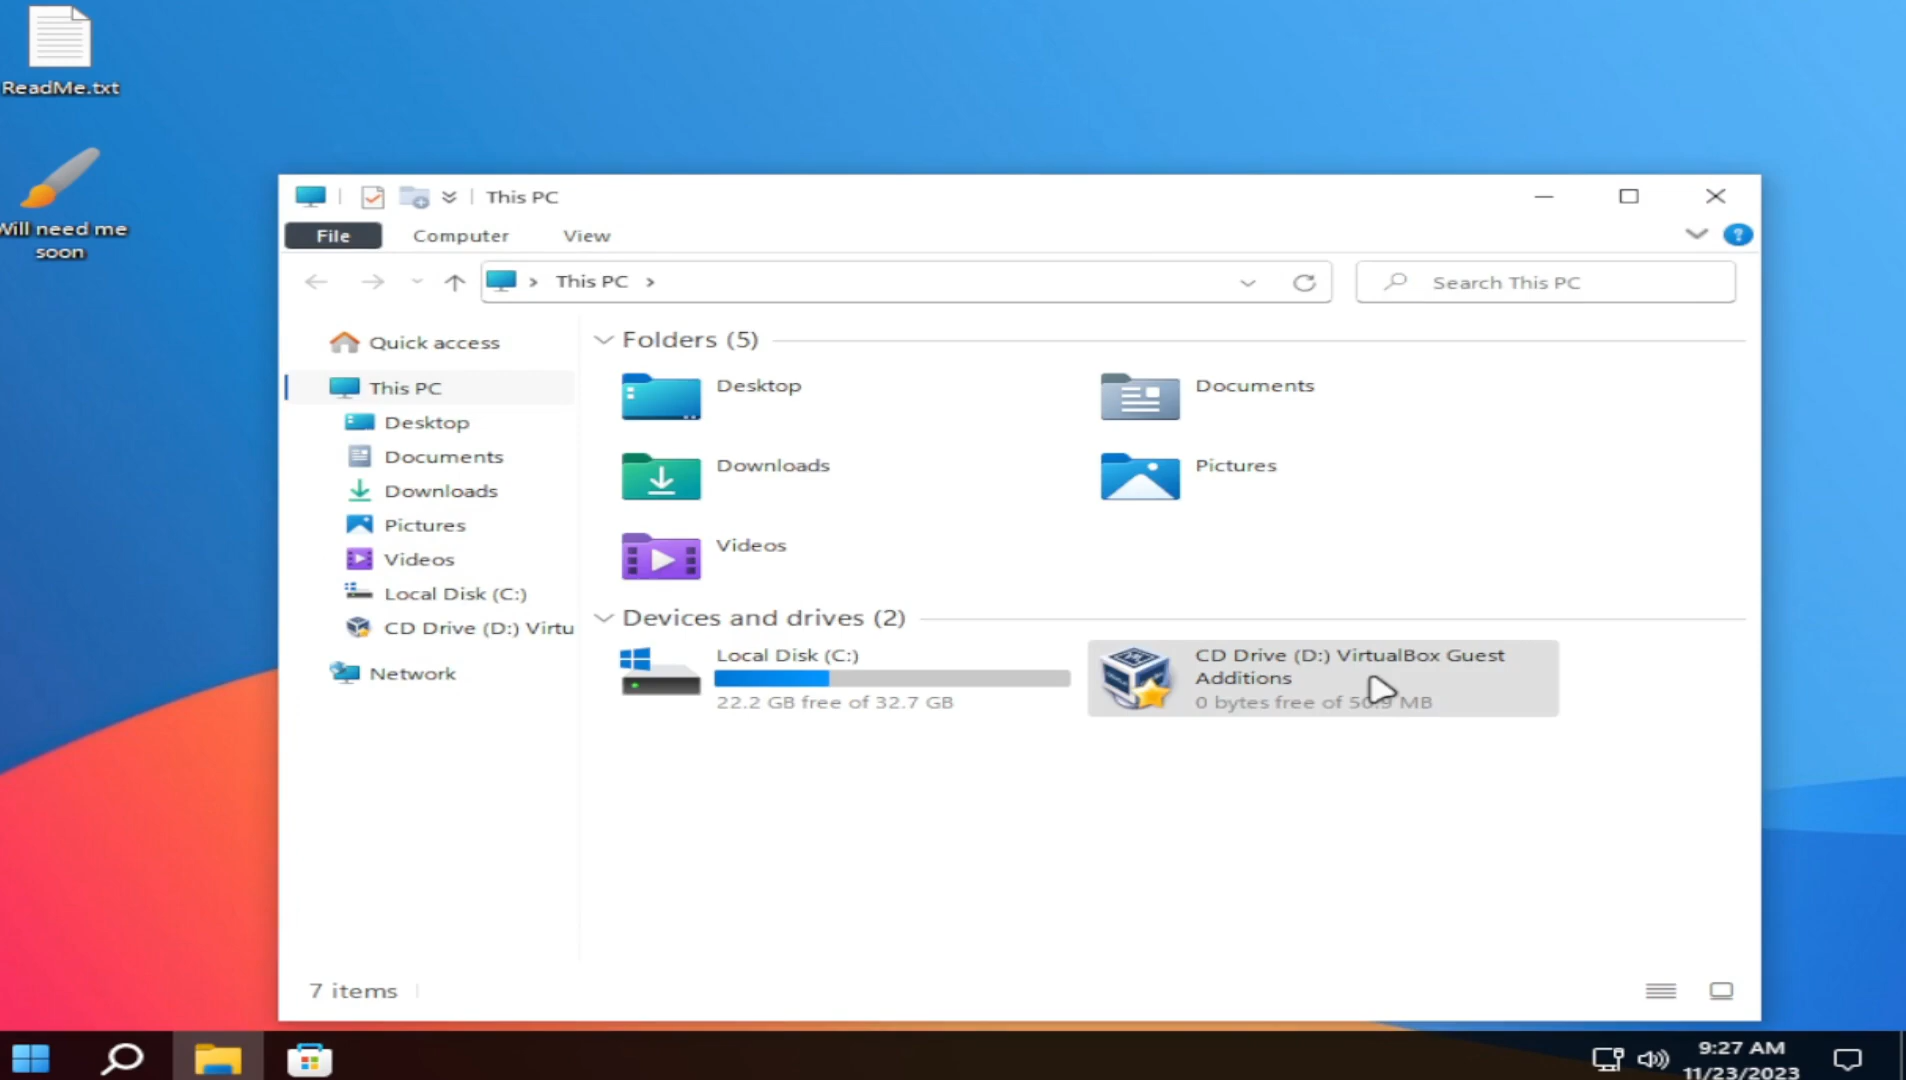 ReadMe.txt
Will need me
soon
This PC
File
Computer
View
?
This PC
Search This PC
Quick access
This PC
Desktop
Documents
Downloads
Pictures
Videos
Local Disk (C:)
CD Drive (D:) Virtu
Network
Folders (5)
Desktop
Documents
Downloads
Pictures
Videos
Devices and drives (2)
Local Disk (C:)
22.2 GB free of 32.7 GB
CD Drive (D:) VirtualBox Guest
Additions
0 bytes free of 50.9 MB
7 items
9:27 AM
11/23/2023